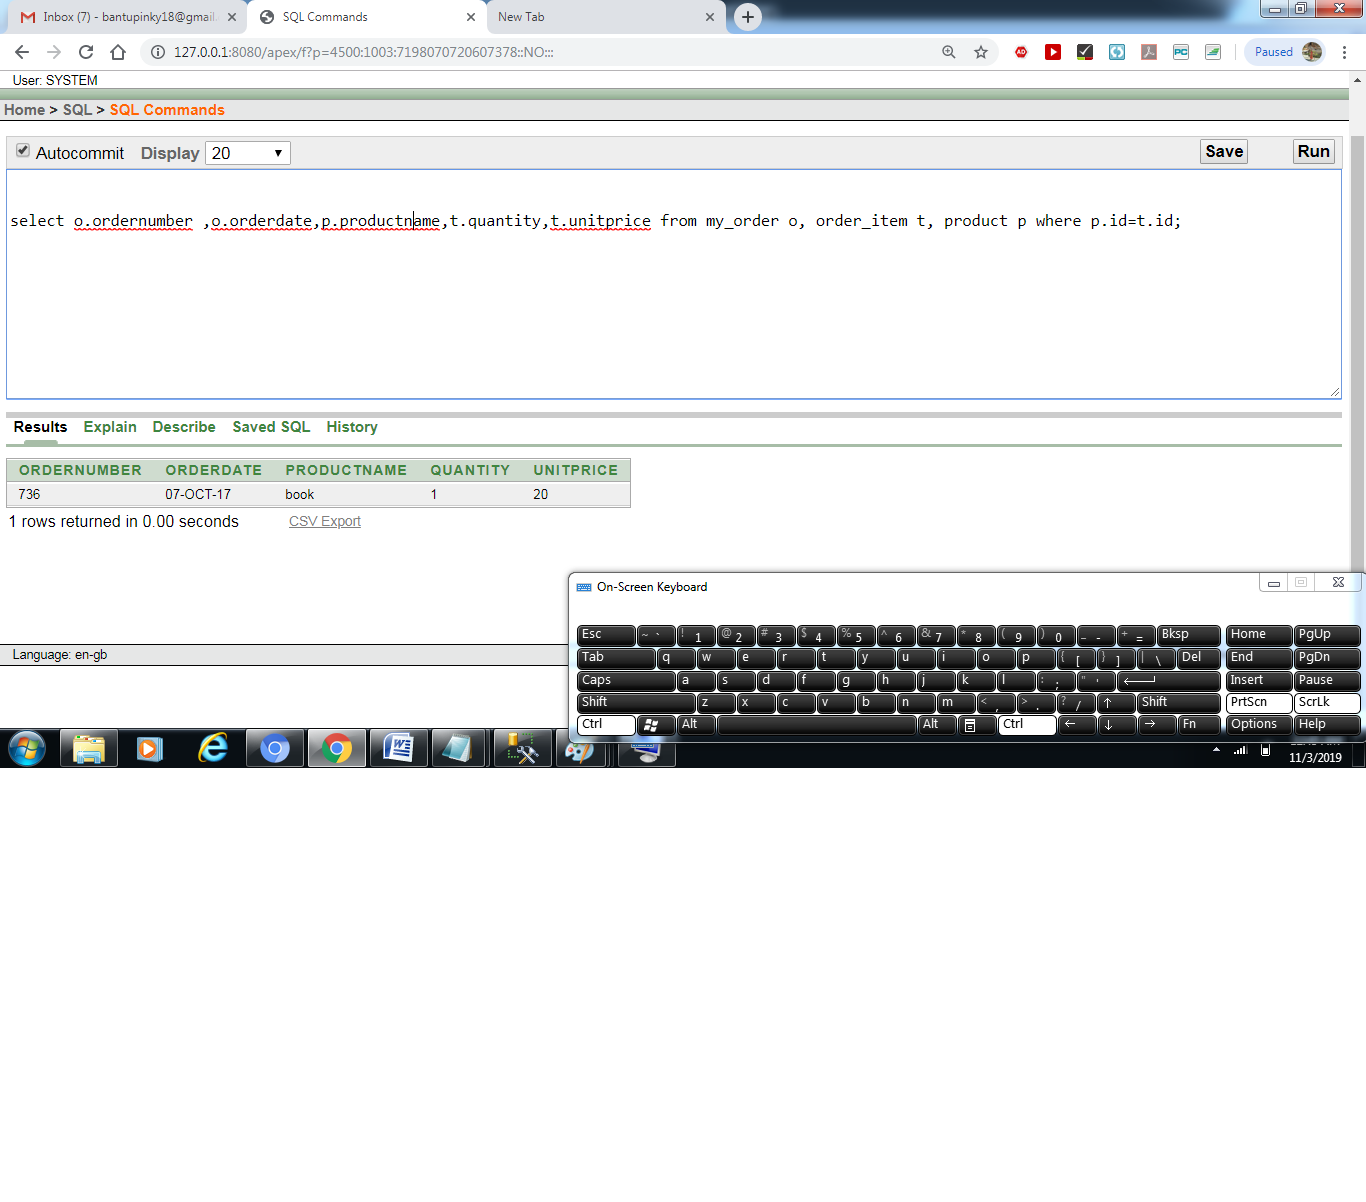 Inbox (7) - bantupinky18@gmail.
SQL Commands
New Tab
127.0.0.1:8080/apex/f?p=4500:1003:7198070720607378::NO:::
Paused
User: SYSTEM
Home > SQL > SQL Commands
Autocommit Display 20 Save Run
select o.ordernumber ,o.orderdate,p.productname,t.quantity,t.unitprice from my_order o, order_item t, product p where p.id=t.id;
Results Explain Describe Saved SQL History
ORDERNUMBER ORDERDATE PRODUCTNAME QUANTITY UNITPRICE
736 07-OCT-17 book 1 20
1 rows returned in 0.00 seconds CSV Export
On-Screen Keyboard
Esc ~ ` ! 1 @ 2 # 3 $ 4 % 5 ^ 6 & 7 * 8 ( 9 ) 0 _ - + = Bksp Home PgUp
Tab q w e r t y u i o p { [ } ] | \ Del End PgDn
Caps a s d f g h j k l : ; " ' Insert Pause
Shift z x c v b n m < , > . ? / ↑ Shift PrtScn ScrLk
Ctrl Alt Alt Ctrl ← ↓ → Fn Options Help
Language: en-gb
11/3/2019